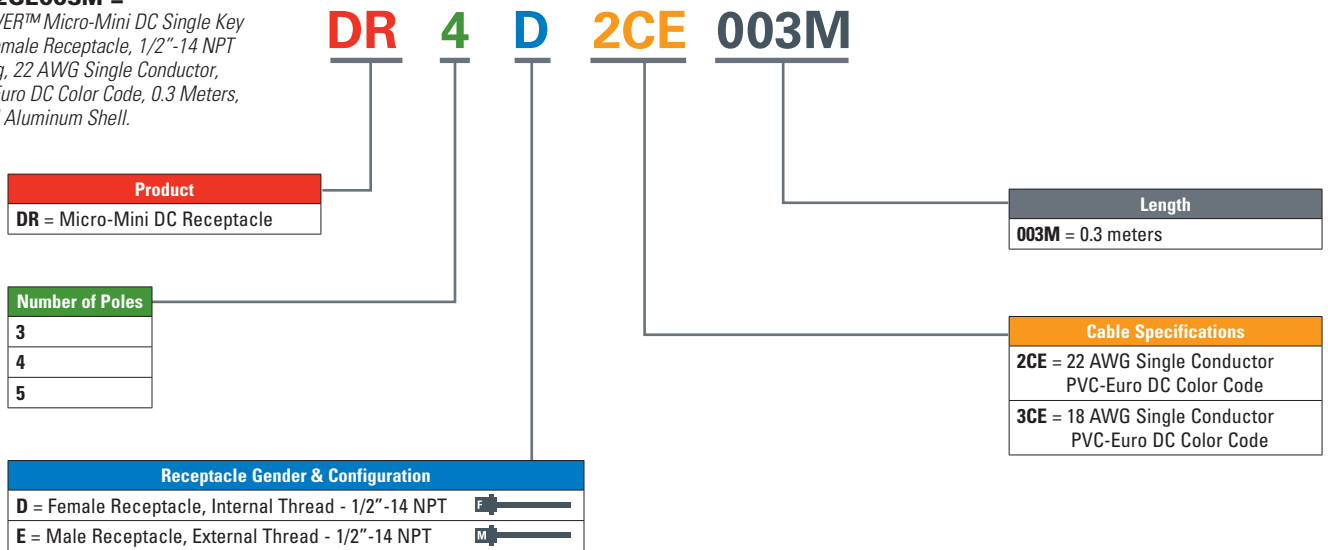 VER™ Micro-Mini DC Single Key
male Receptacle, 1/2"-14 NPT
g, 22 AWG Single Conductor,
uro DC Color Code, 0.3 Meters,
Aluminum Shell.
DR 4 D 2CE 003M
Product
DR = Micro-Mini DC Receptacle
Length
003M = 0.3 meters
Number of Poles
3
4
5
Cable Specifications
2CE = 22 AWG Single Conductor
PVC-Euro DC Color Code
3CE = 18 AWG Single Conductor
PVC-Euro DC Color Code
Receptacle Gender & Configuration
D = Female Receptacle, Internal Thread - 1/2"-14 NPT F
E = Male Receptacle, External Thread - 1/2"-14 NPT M